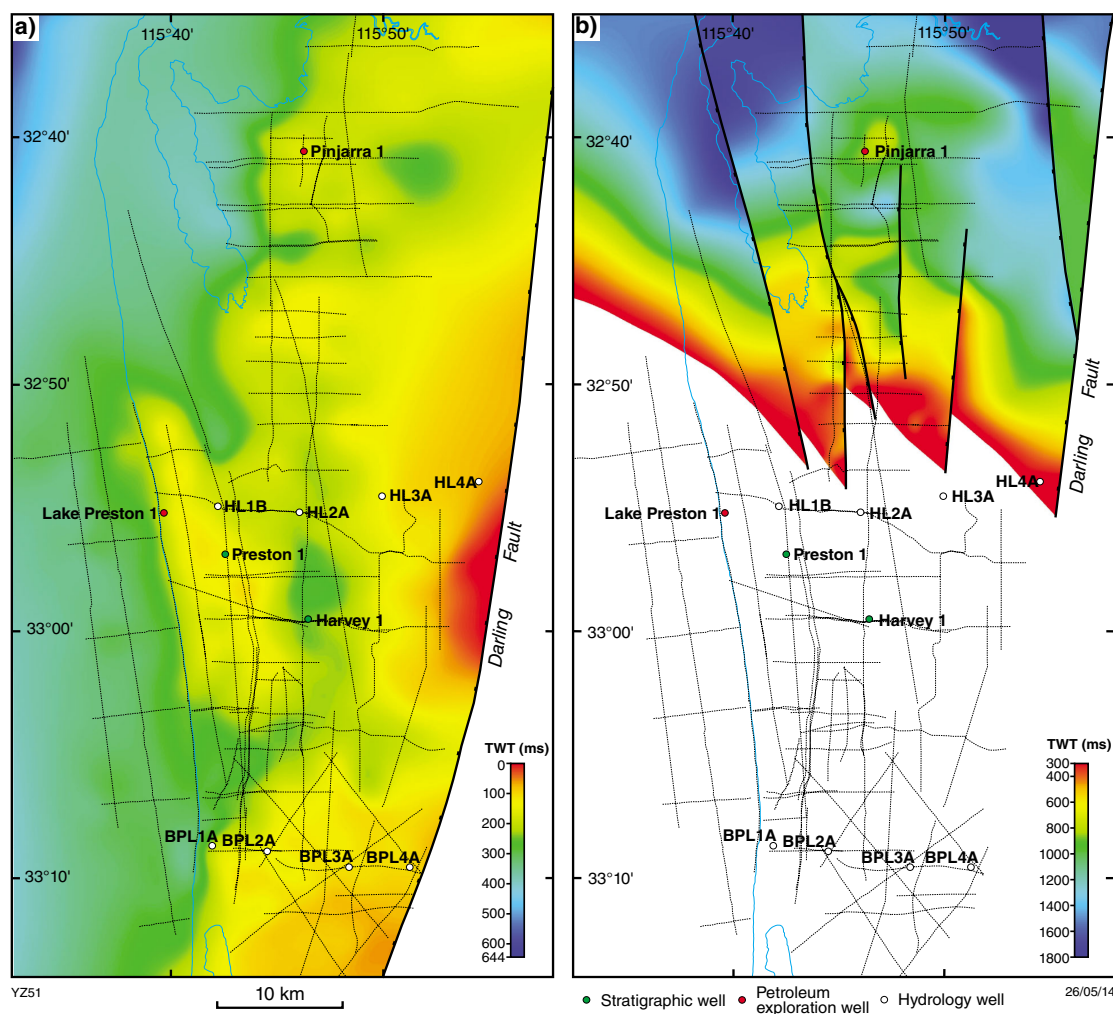 a)
115°40'
115°50'
32°40'
Pinjarra 1
32°50'
HL4A
HL3A
HL1B
HL2A
Lake Preston 1
Preston 1
Harvey 1
33°00'
Fault
Darling
BPL1A
BPL2A
BPL3A
BPL4A
33°10'
TWT (ms)
0
100
200
300
400
500
600
644
b)
115°40'
115°50'
32°40'
Pinjarra 1
32°50'
Fault
Darling
HL4A
HL3A
HL1B
HL2A
Lake Preston 1
Preston 1
Harvey 1
33°00'
BPL1A
BPL2A
BPL3A
BPL4A
33°10'
TWT (ms)
300
400
600
800
1000
1200
1400
1600
1800
YZ51
10 km
Stratigraphic well
Petroleum
exploration well
Hydrology well
26/05/14